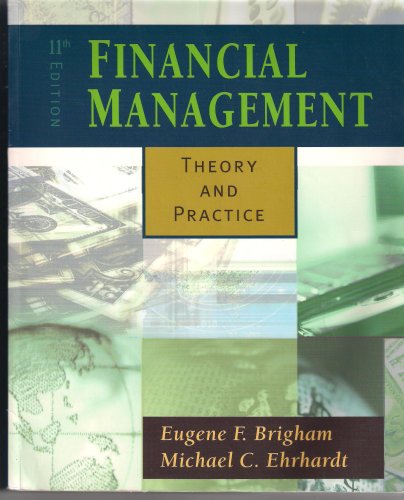 11th EDITION
FINANCIAL
MANAGEMENT
THEORY
AND
PRACTICE
Eugene F. Brigham
Michael C. Ehrhardt